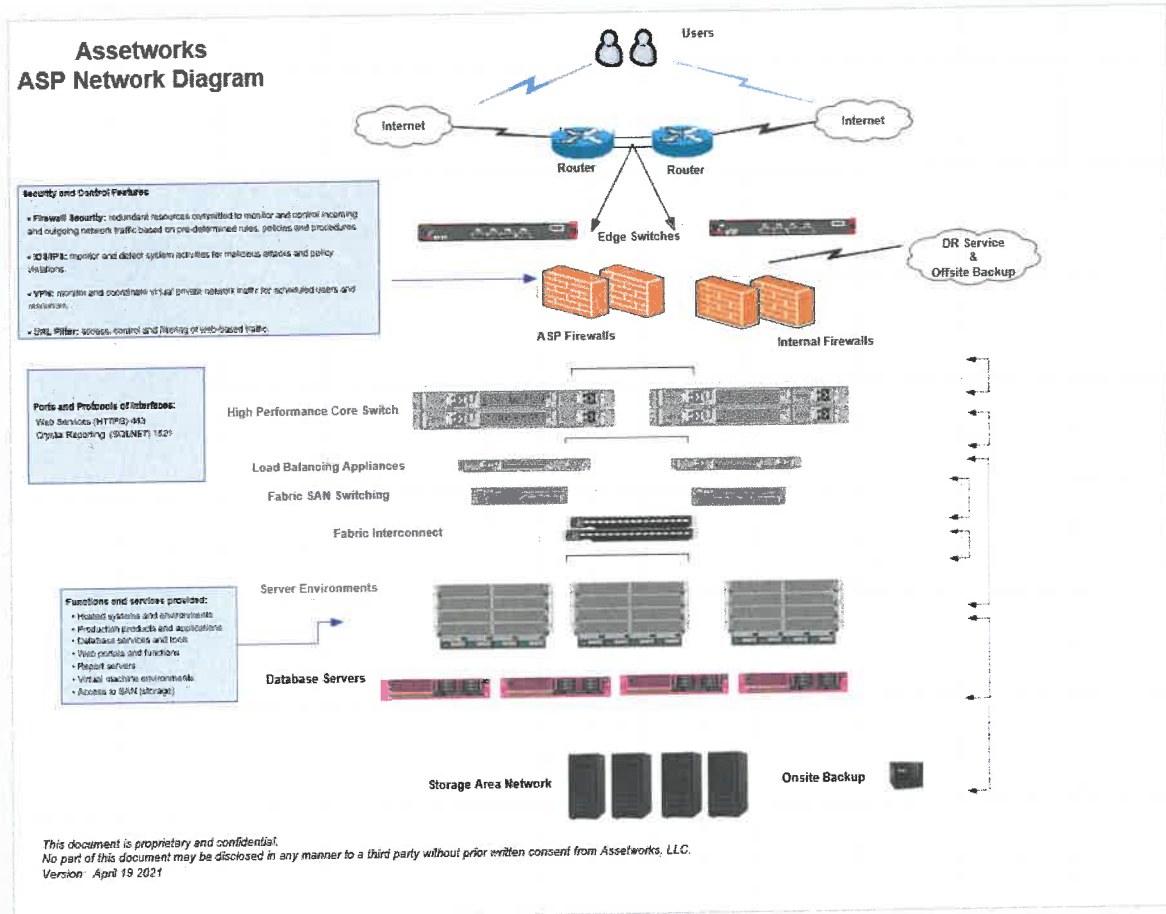 Assetworks
ASP Network Diagram
Users
Internet
Internet
Router
Router
Security and Control Features
• Firewall Security: redundant resources committed to monitor and control incoming
and outgoing network traffic based on pre-determined rules, policies and procedures
• IDS/IPS: monitor and detect system activities for malicious attacks and policy
violations.
• VPN: monitor and coordinate virtual private network traffic for scheduled users and
resources.
• URL Filter: access, control and filtering of web-based traffic.
Edge Switches
DR Service
&
Offsite Backup
ASP Firewalls
Internal Firewalls
Ports and Protocols of Interfaces:
Web Services (HTTPS) 443
Crystal Reporting (SQLNET) 1521
High Performance Core Switch
Load Balancing Appliances
Fabric SAN Switching
Fabric Interconnect
Server Environments
Functions and services provided:
• Hosted systems and environments
• Production products and applications
• Database services and tools
• Web portals and functions
• Report servers
• Virtual machine environments
• Access to SAN (storage)
Database Servers
Storage Area Network
Onsite Backup
This document is proprietary and confidential.
No part of this document may be disclosed in any manner to a third party without prior written consent from Assetworks, LLC.
Version: April 19 2021